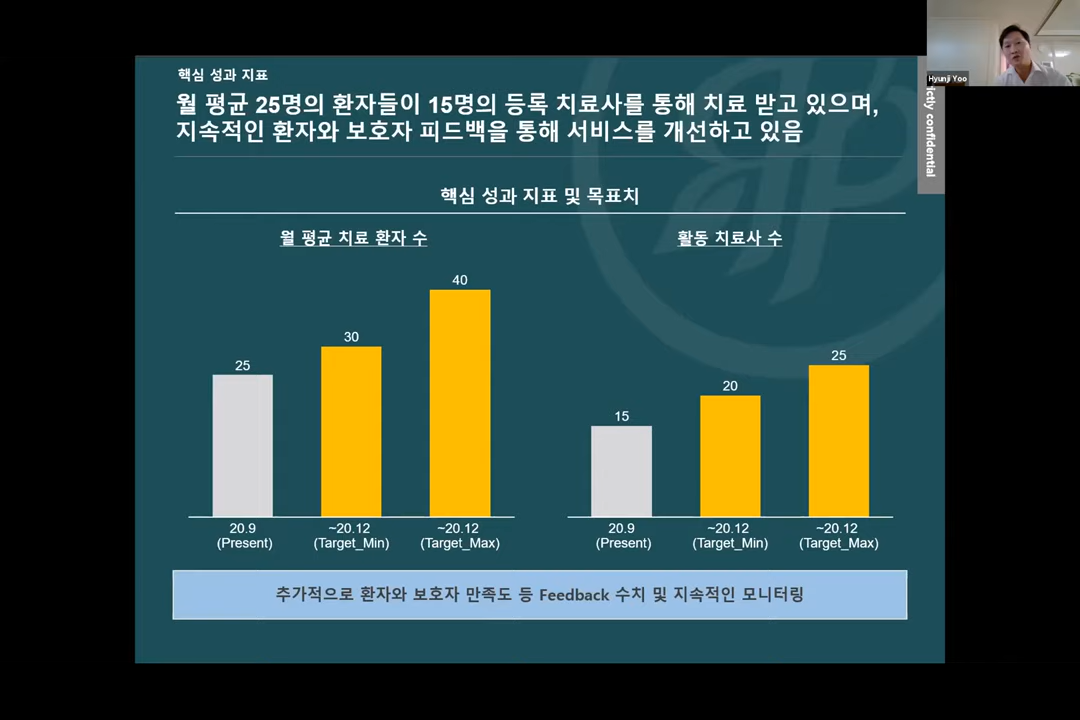 핵심 성과 지표
월 평균 25명의 환자들이 15명의 등록 치료사를 통해 치료 받고 있으며,
지속적인 환자와 보호자 피드백을 통해 서비스를 개선하고 있음
Hyunji Yoo
ictly confidential
핵심 성과 지표 및 목표치
월 평균 치료 환자 수
25
30
40
20.9
(Present)
~20.12
(Target_Min)
~20.12
(Target_Max)
활동 치료사 수
15
20
25
20.9
(Present)
~20.12
(Target_Min)
~20.12
(Target_Max)
추가적으로 환자와 보호자 만족도 등 Feedback 수치 및 지속적인 모니터링